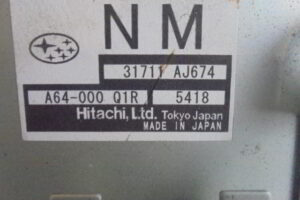 NM
31711 AJ674
A64-000 Q1R 5418
Hitachi, Ltd. Tokyo Japan
MADE IN JAPAN